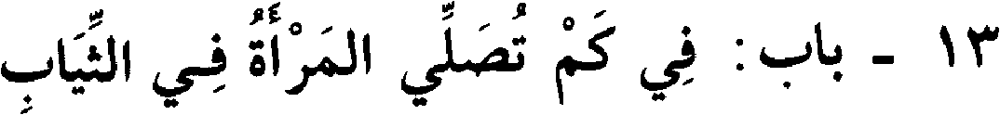 ١٣ - باب: فِي كَمْ تُصَلِّي المَرْأَةُ فِي الثِّيَابِ